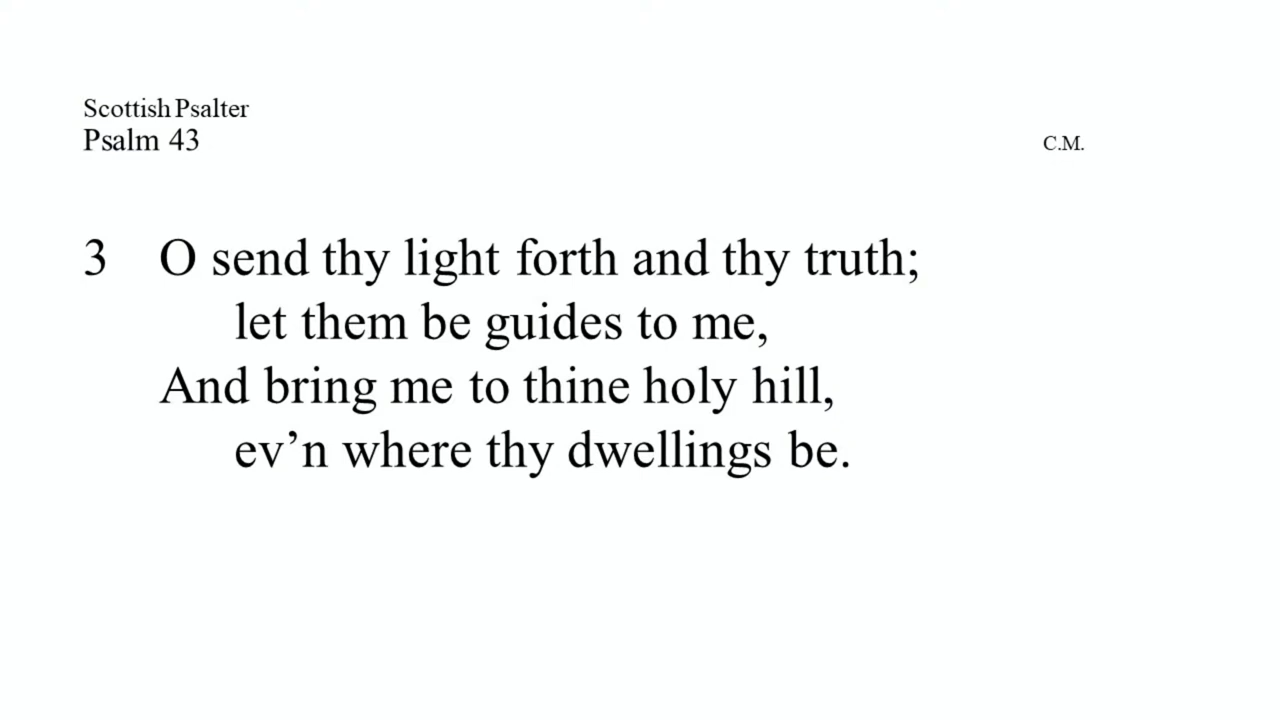 Scottish Psalter
Psalm 43
C.M.
3 O send thy light forth and thy truth;
let them be guides to me,
And bring me to thine holy hill,
ev’n where thy dwellings be.